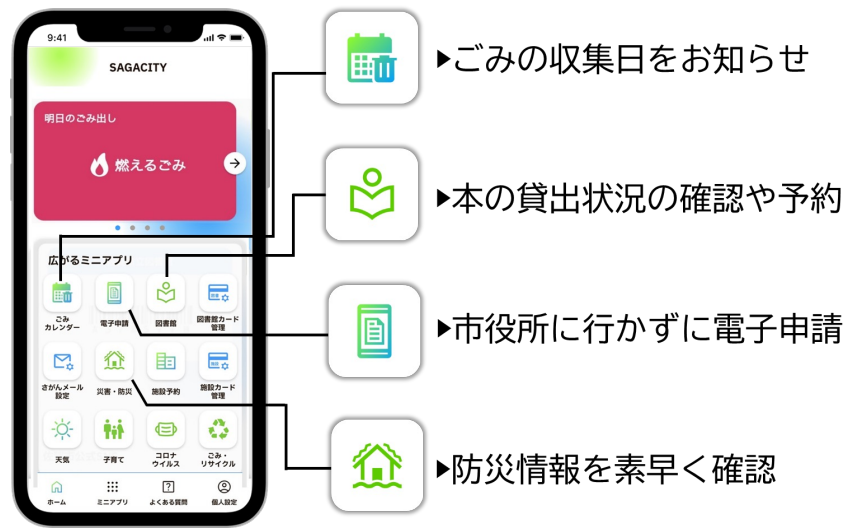 9:41
SAGACITY
明日のごみ出し
燃えるごみ
広がるミニアプリ
ごみ
カレンダー
電子申請
図書館
図書館カード
管理
さがんメール
設定
災害・防災
施設予約
施設カード
管理
天気
子育て
コロナ
ウイルス
ごみ・
リサイクル
ホーム
ミニアプリ
よくある質問
個人設定
▶ごみの収集日をお知らせ
▶本の貸出状況の確認や予約
▶市役所に行かずに電子申請
▶防災情報を素早く確認